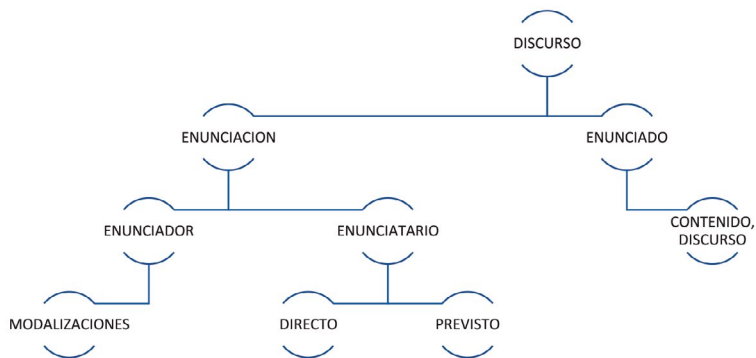 DISCURSO
ENUNCIACION
ENUNCIADO
ENUNCIADOR
ENUNCIATARIO
CONTENIDO,
DISCURSO
MODALIZACIONES
DIRECTO
PREVISTO